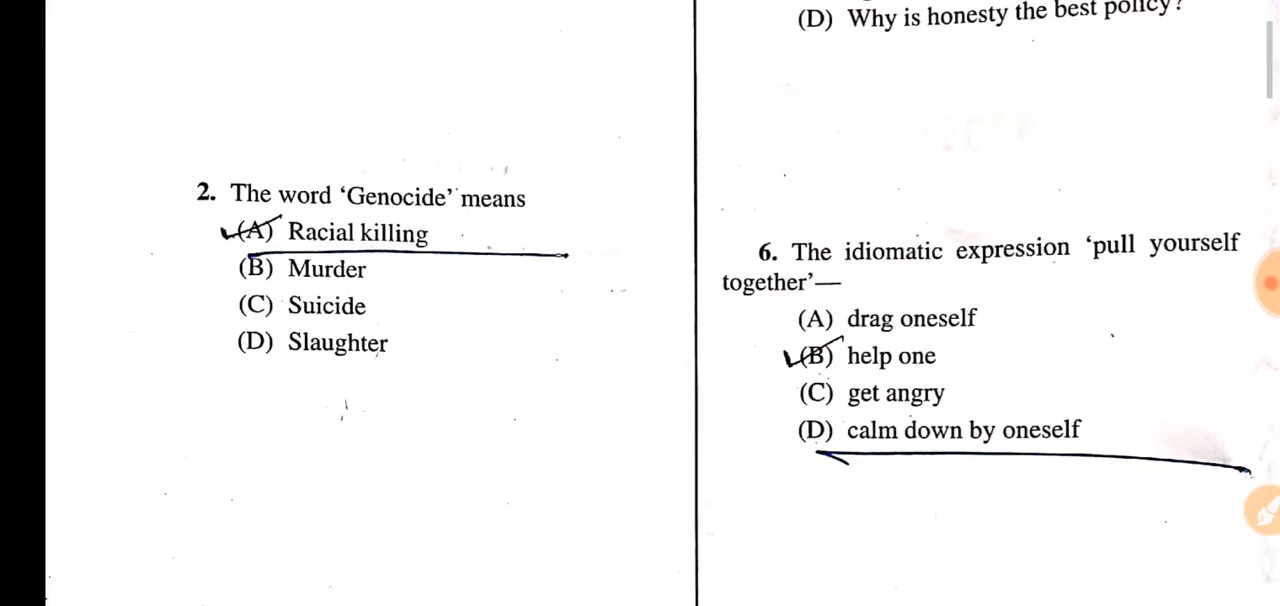 (D) Why is honesty the best policy?
2. The word ‘Genocide’ means
(A) Racial killing
(B) Murder
(C) Suicide
(D) Slaughter
6. The idiomatic expression ‘pull yourself
together’—
(A) drag oneself
(B) help one
(C) get angry
(D) calm down by oneself